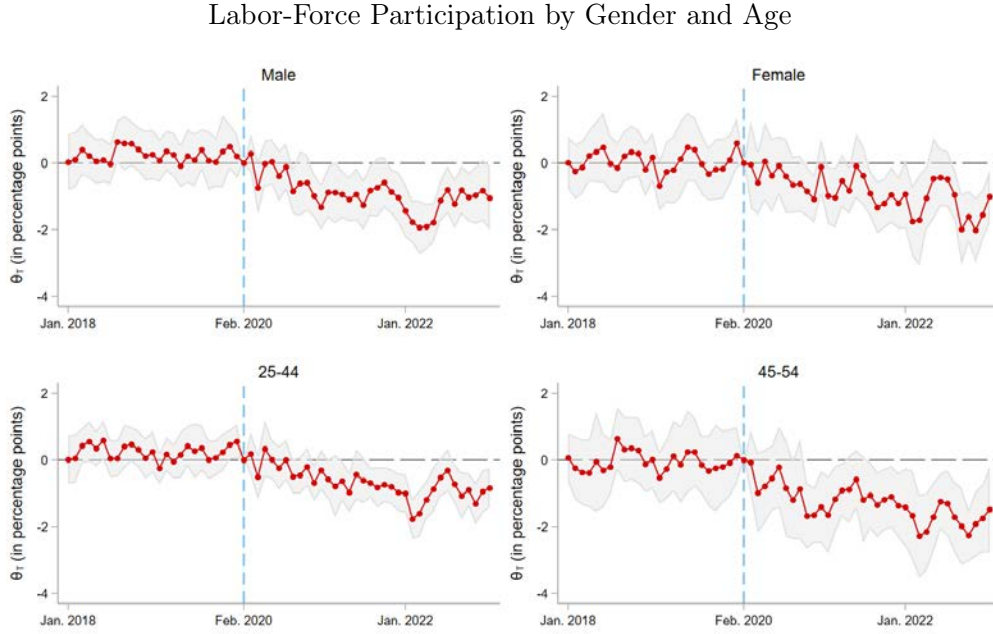 Labor-Force Participation by Gender and Age
Male
θT (in percentage points)
2
0
-2
-4
Jan. 2018 Feb. 2020 Jan. 2022
Female
θT (in percentage points)
2
0
-2
-4
Jan. 2018 Feb. 2020 Jan. 2022
25-44
θT (in percentage points)
2
0
-2
-4
Jan. 2018 Feb. 2020 Jan. 2022
45-54
θT (in percentage points)
2
0
-2
-4
Jan. 2018 Feb. 2020 Jan. 2022